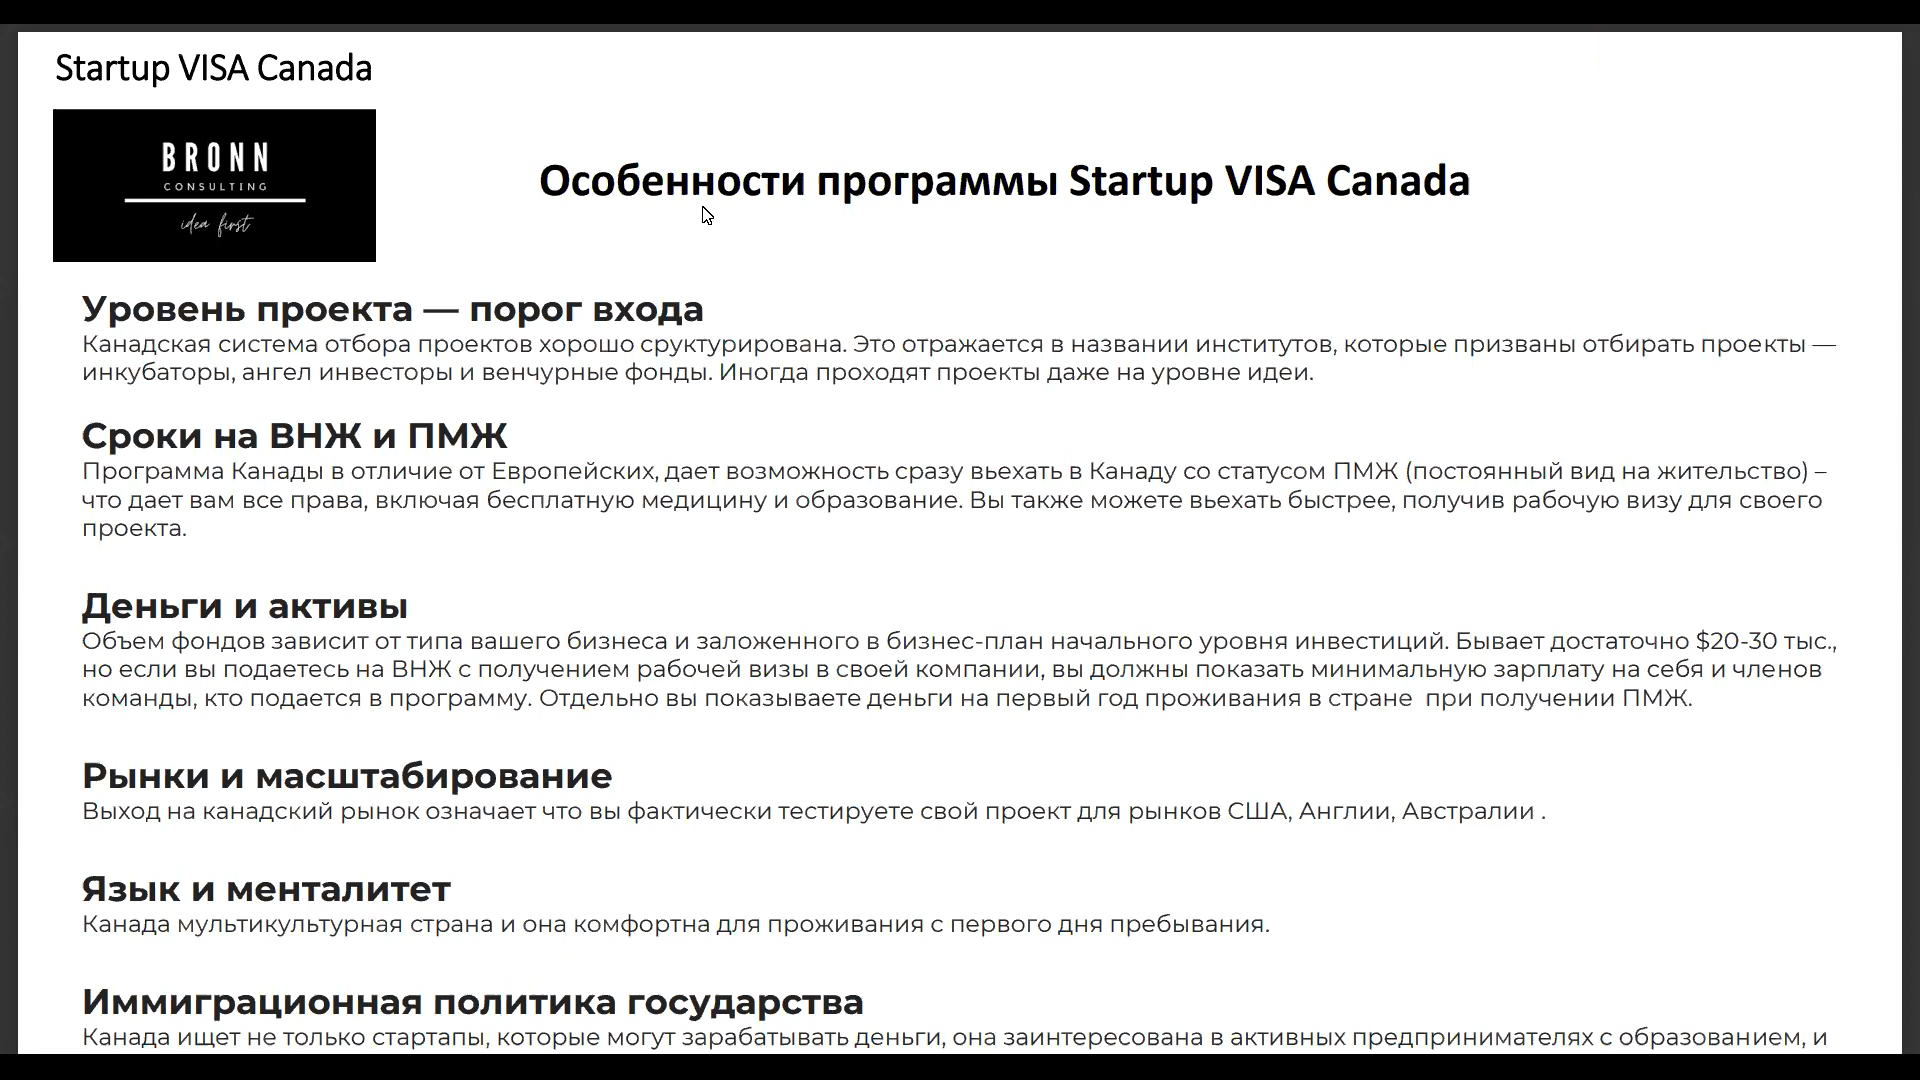 Startup VISA Canada
BRONN
CONSULTING
idea first
Особенности программы Startup VISA Canada
Уровень проекта — порог входа
Канадская система отбора проектов хорошо сруктурирована. Это отражается в названии институтов, которые призваны отбирать проекты —
инкубаторы, ангел инвесторы и венчурные фонды. Иногда проходят проекты даже на уровне идеи.
Сроки на ВНЖ и ПМЖ
Программа Канады в отличие от Европейских, дает возможность сразу вьехать в Канаду со статусом ПМЖ (постоянный вид на жительство) –
что дает вам все права, включая бесплатную медицину и образование. Вы также можете вьехать быстрее, получив рабочую визу для своего
проекта.
Деньги и активы
Объем фондов зависит от типа вашего бизнеса и заложенного в бизнес-план начального уровня инвестиций. Бывает достаточно $20-30 тыс.,
но если вы подаетесь на ВНЖ с получением рабочей визы в своей компании, вы должны показать минимальную зарплату на себя и членов
команды, кто подается в программу. Отдельно вы показываете деньги на первый год проживания в стране  при получении ПМЖ.
Рынки и масштабирование
Выход на канадский рынок означает что вы фактически тестируете свой проект для рынков США, Англии, Австралии .
Язык и менталитет
Канада мультикультурная страна и она комфортна для проживания с первого дня пребывания.
Иммиграционная политика государства
Канада ищет не только стартапы, которые могут зарабатывать деньги, она заинтересована в активных предпринимателях с образованием, и